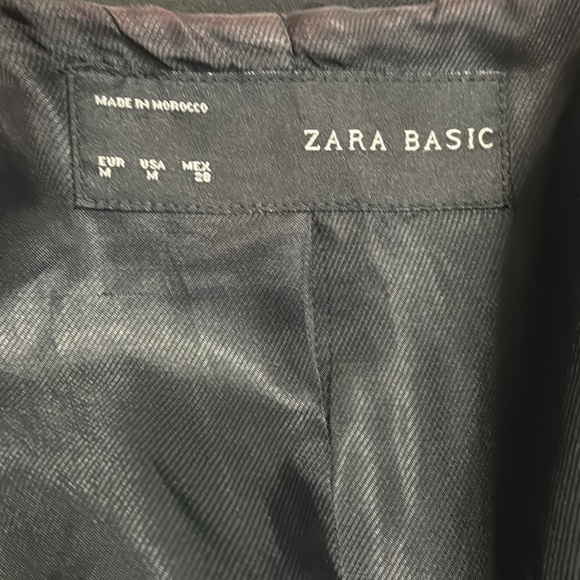 MADE IN MOROCCO
ZARA BASIC
EUR USA MEX
M M 28